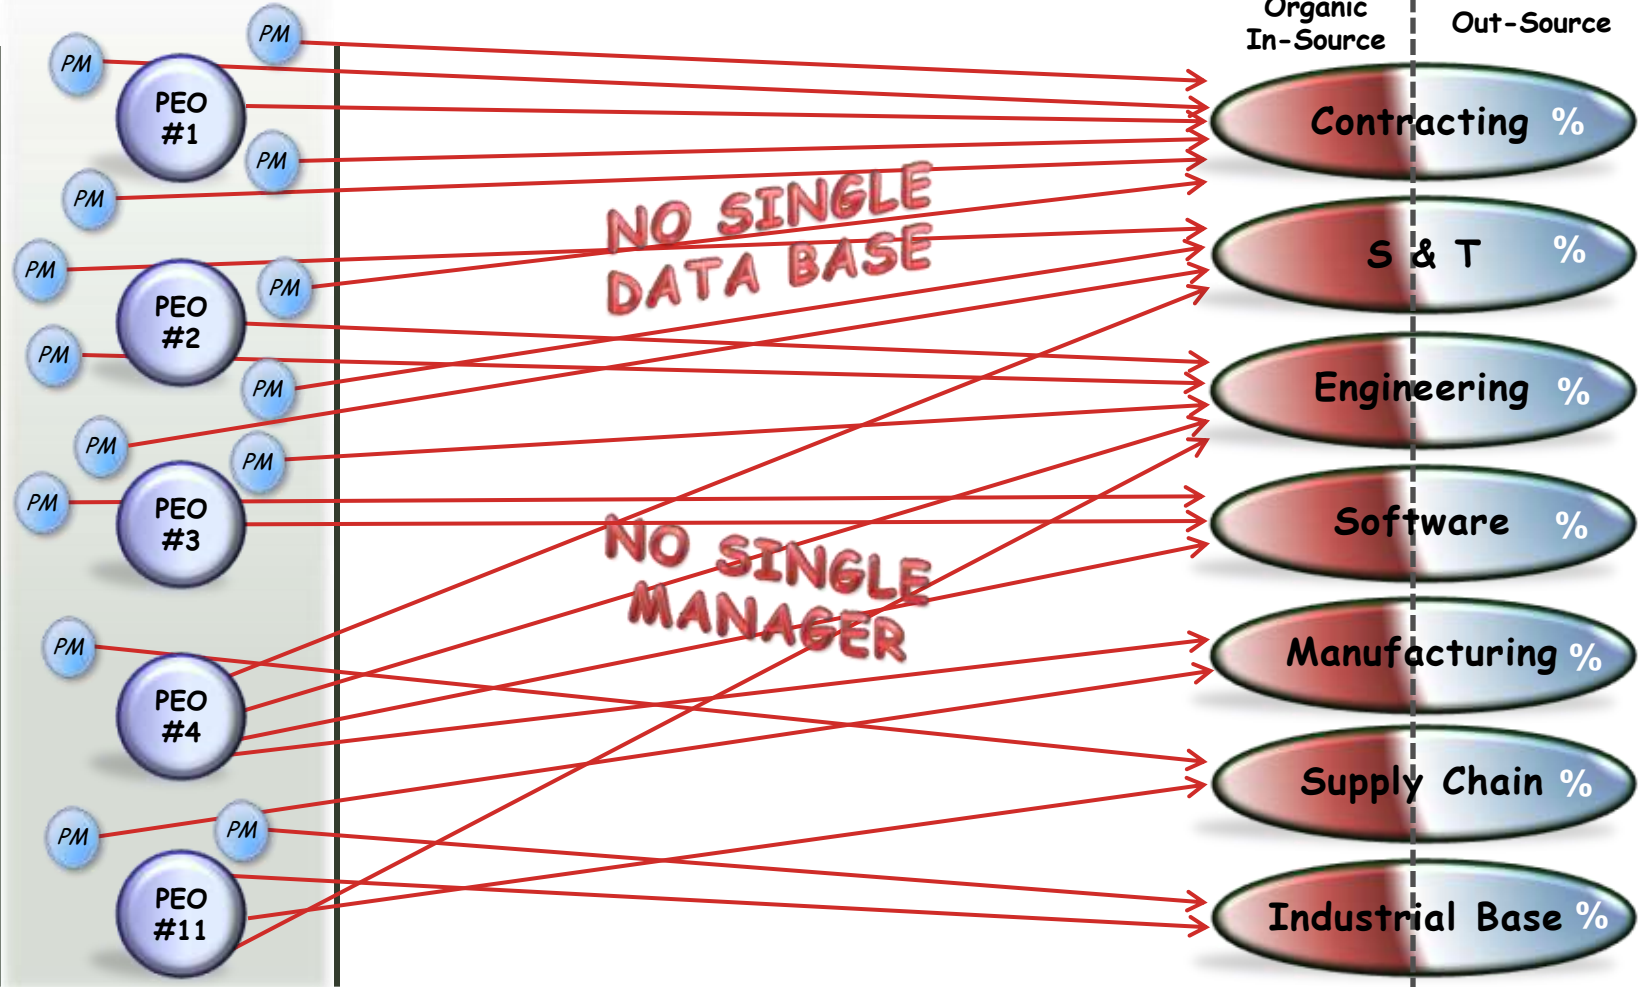 Organic
In-Source
Out-Source
PM
PM
PEO
#1
PM
PM
Contracting %
NO SINGLE
DATA BASE
PM
PM
PEO
#2
PM
PM
S & T %
Engineering %
PM
PM
PM
PEO
#3
Software %
NO SINGLE
MANAGER
PM
PEO
#4
Manufacturing %
Supply Chain %
PM
PM
PEO
#11
Industrial Base %